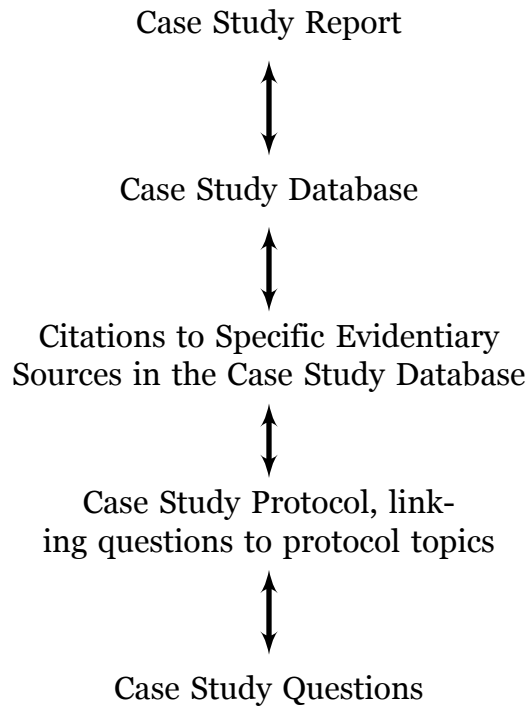 Case Study Report
Case Study Database
Citations to Specific Evidentiary
Sources in the Case Study Database
Case Study Protocol, link-
ing questions to protocol topics
Case Study Questions